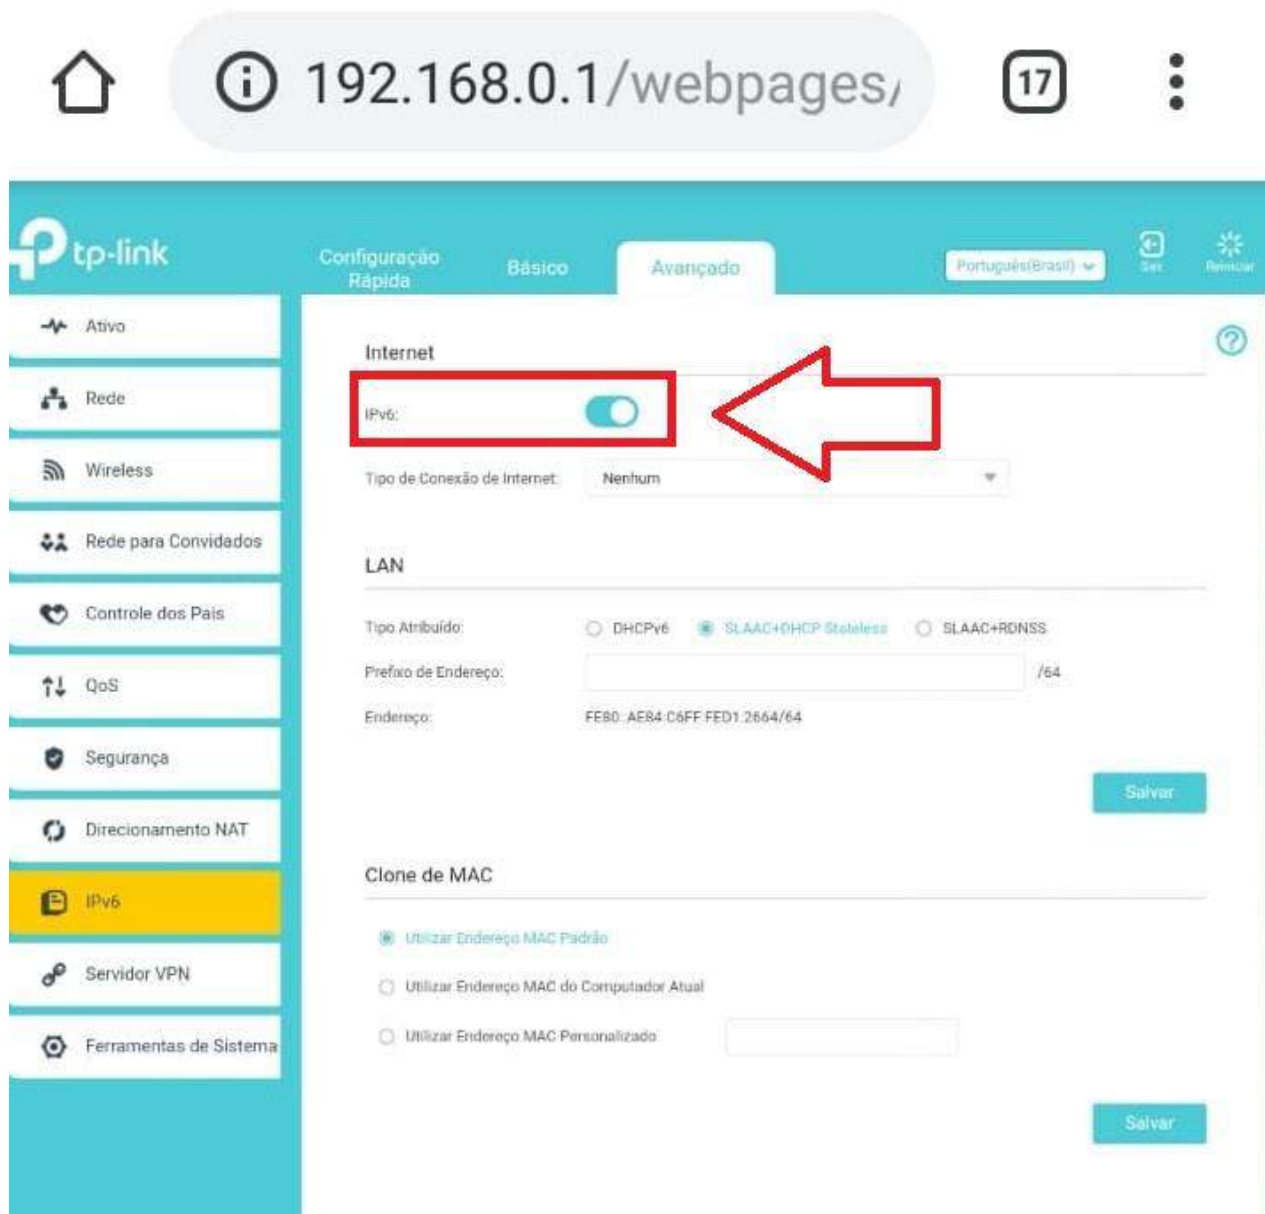 192.168.0.1/webpages/
17
tp-link
Configuração
Rápida
Básico
Avançado
Português(Brasil)
Sair
Reiniciar
Ativo
Rede
Wireless
Rede para Convidados
Controle dos Pais
QoS
Segurança
Direcionamento NAT
IPv6
Servidor VPN
Ferramentas de Sistema
Internet
IPv6:
Tipo de Conexão de Internet: Nenhum
LAN
Tipo Atribuído: DHCPv6 SLAAC+DHCP Stateless SLAAC+RDNSS
Prefixo de Endereço: /64
Endereço: FE80::AE84:C6FF:FED1:2664/64
Salvar
Clone de MAC
Utilizar Endereço MAC Padrão
Utilizar Endereço MAC do Computador Atual
Utilizar Endereço MAC Personalizado
Salvar